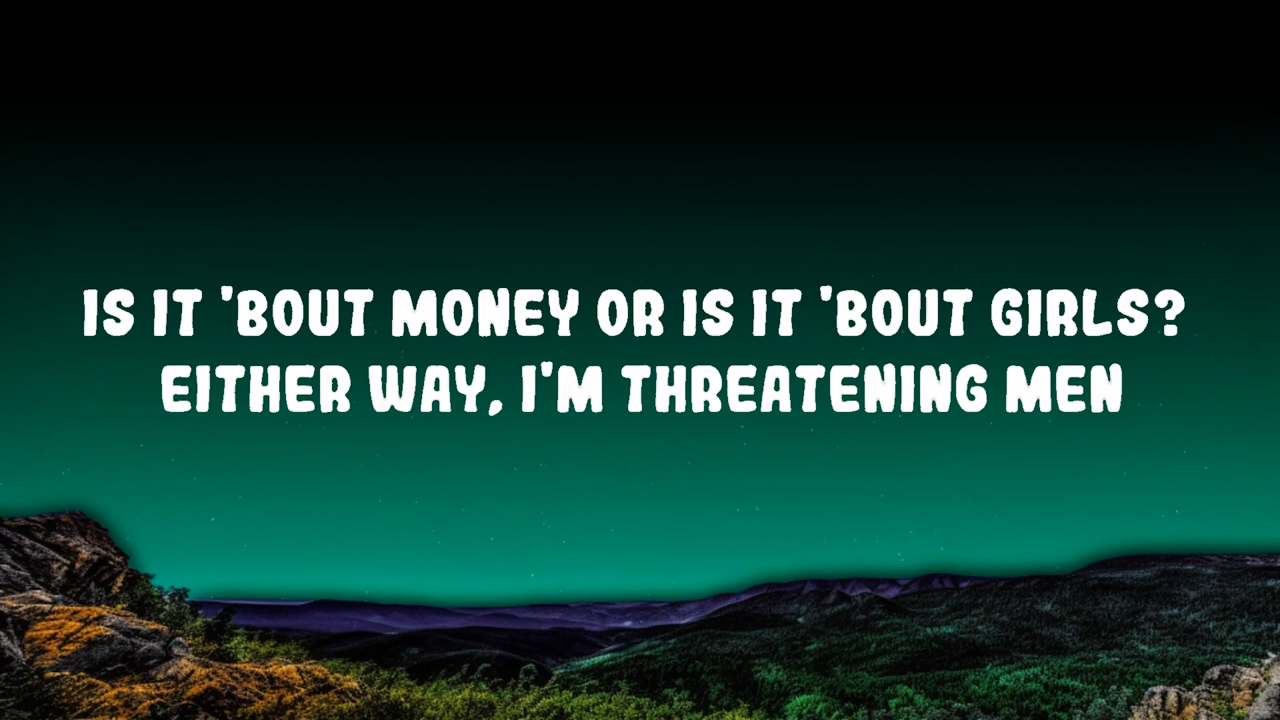 IS IT 'BOUT MONEY OR IS IT 'BOUT GIRLS?
EITHER WAY, I'M THREATENING MEN